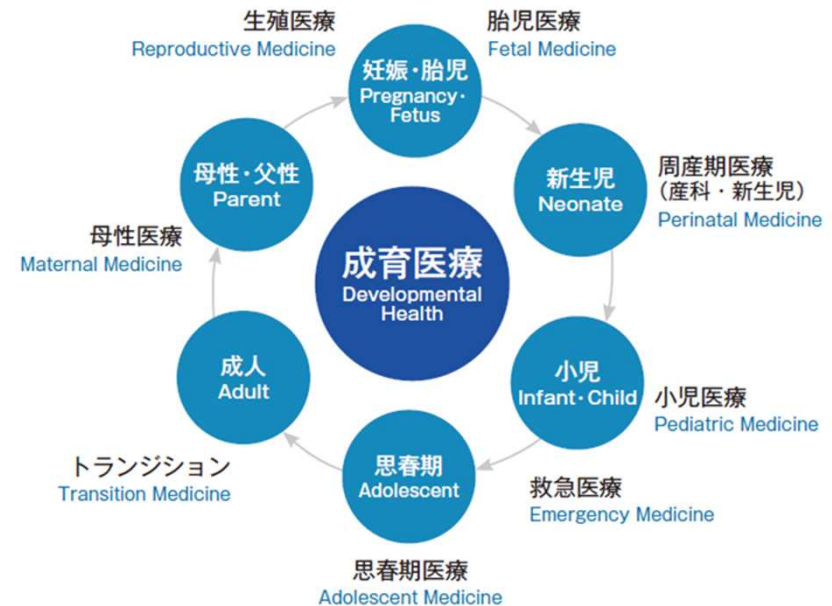 生殖医療
Reproductive Medicine
胎児医療
Fetal Medicine
妊娠・胎児
Pregnancy・
Fetus
母性・父性
Parent
新生児
Neonate
周産期医療
（産科・新生児）
Perinatal Medicine
母性医療
Maternal Medicine
成育医療
Developmental
Health
成人
Adult
小児
Infant・Child
小児医療
Pediatric Medicine
トランジション
Transition Medicine
思春期
Adolescent
救急医療
Emergency Medicine
思春期医療
Adolescent Medicine